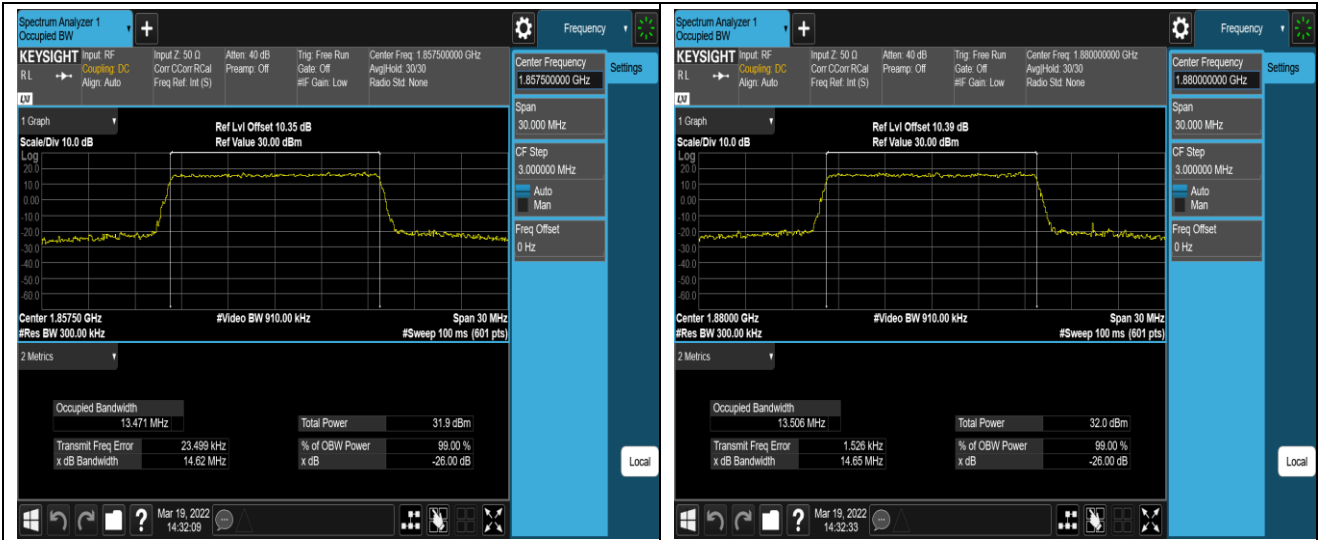 Spectrum Analyzer 1
Occupied BW
+
Frequency
KEYSIGHT
RL
LXI
Input: RF
Coupling: DC
Align: Auto
Input Z: 50 Ω
Corr CCorr RCal
Freq Ref: Int (S)
Atten: 40 dB
Preamp: Off
Trig: Free Run
Gate: Off
#IF Gain: Low
Center Freq: 1.857500000 GHz
Avg|Hold: 30/30
Radio Std: None
Center Frequency
1.857500000 GHz
Settings
Span
30.000 MHz
CF Step
3.000000 MHz
Auto
Man
Freq Offset
0 Hz
Local
1 Graph
Scale/Div 10.0 dB
Ref Lvl Offset 10.35 dB
Ref Value 30.00 dBm
Log
20.0
10.0
0.00
-10.0
-20.0
-30.0
-40.0
-50.0
-60.0
Center 1.85750 GHz
#Res BW 300.00 kHz
#Video BW 910.00 kHz
Span 30 MHz
#Sweep 100 ms (601 pts)
2 Metrics
Occupied Bandwidth
13.471 MHz
Total Power 31.9 dBm
Transmit Freq Error 23.499 kHz
% of OBW Power 99.00 %
x dB Bandwidth 14.62 MHz
x dB -26.00 dB
?
Mar 19, 2022
14:32:09
Spectrum Analyzer 1
Occupied BW
+
Frequency
KEYSIGHT
RL
LXI
Input: RF
Coupling: DC
Align: Auto
Input Z: 50 Ω
Corr CCorr RCal
Freq Ref: Int (S)
Atten: 40 dB
Preamp: Off
Trig: Free Run
Gate: Off
#IF Gain: Low
Center Freq: 1.880000000 GHz
Avg|Hold: 30/30
Radio Std: None
Center Frequency
1.880000000 GHz
Settings
Span
30.000 MHz
CF Step
3.000000 MHz
Auto
Man
Freq Offset
0 Hz
Local
1 Graph
Scale/Div 10.0 dB
Ref Lvl Offset 10.39 dB
Ref Value 30.00 dBm
Log
20.0
10.0
0.00
-10.0
-20.0
-30.0
-40.0
-50.0
-60.0
Center 1.88000 GHz
#Res BW 300.00 kHz
#Video BW 910.00 kHz
Span 30 MHz
#Sweep 100 ms (601 pts)
2 Metrics
Occupied Bandwidth
13.506 MHz
Total Power 32.0 dBm
Transmit Freq Error 1.526 kHz
% of OBW Power 99.00 %
x dB Bandwidth 14.65 MHz
x dB -26.00 dB
?
Mar 19, 2022
14:32:33